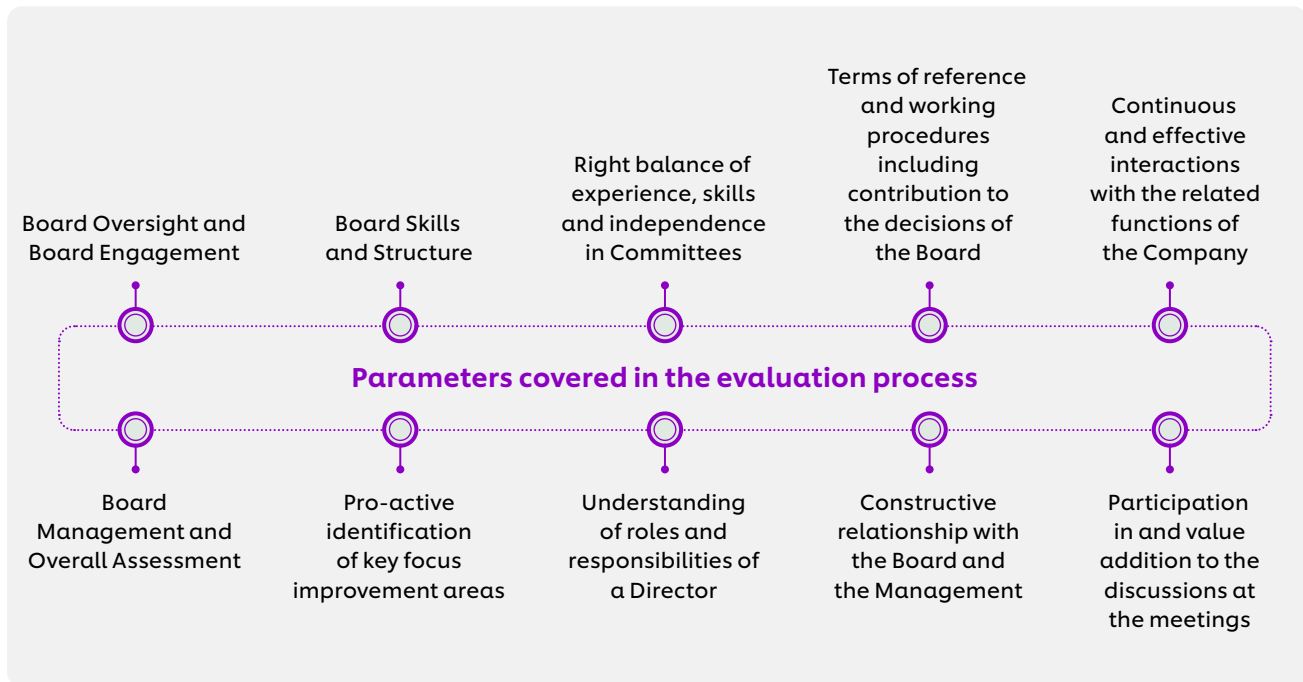 Board Oversight and
Board Engagement
Board Skills
and Structure
Right balance of
experience, skills
and independence
in Committees
Terms of reference
and working
procedures
including
contribution to
the decisions of
the Board
Continuous
and effective
interactions
with the related
functions of
the Company
Parameters covered in the evaluation process
Board
Management and
Overall Assessment
Pro-active
identification
of key focus
improvement areas
Understanding
of roles and
responsibilities of
a Director
Constructive
relationship with
the Board and
the Management
Participation
in and value
addition to the
discussions at
the meetings